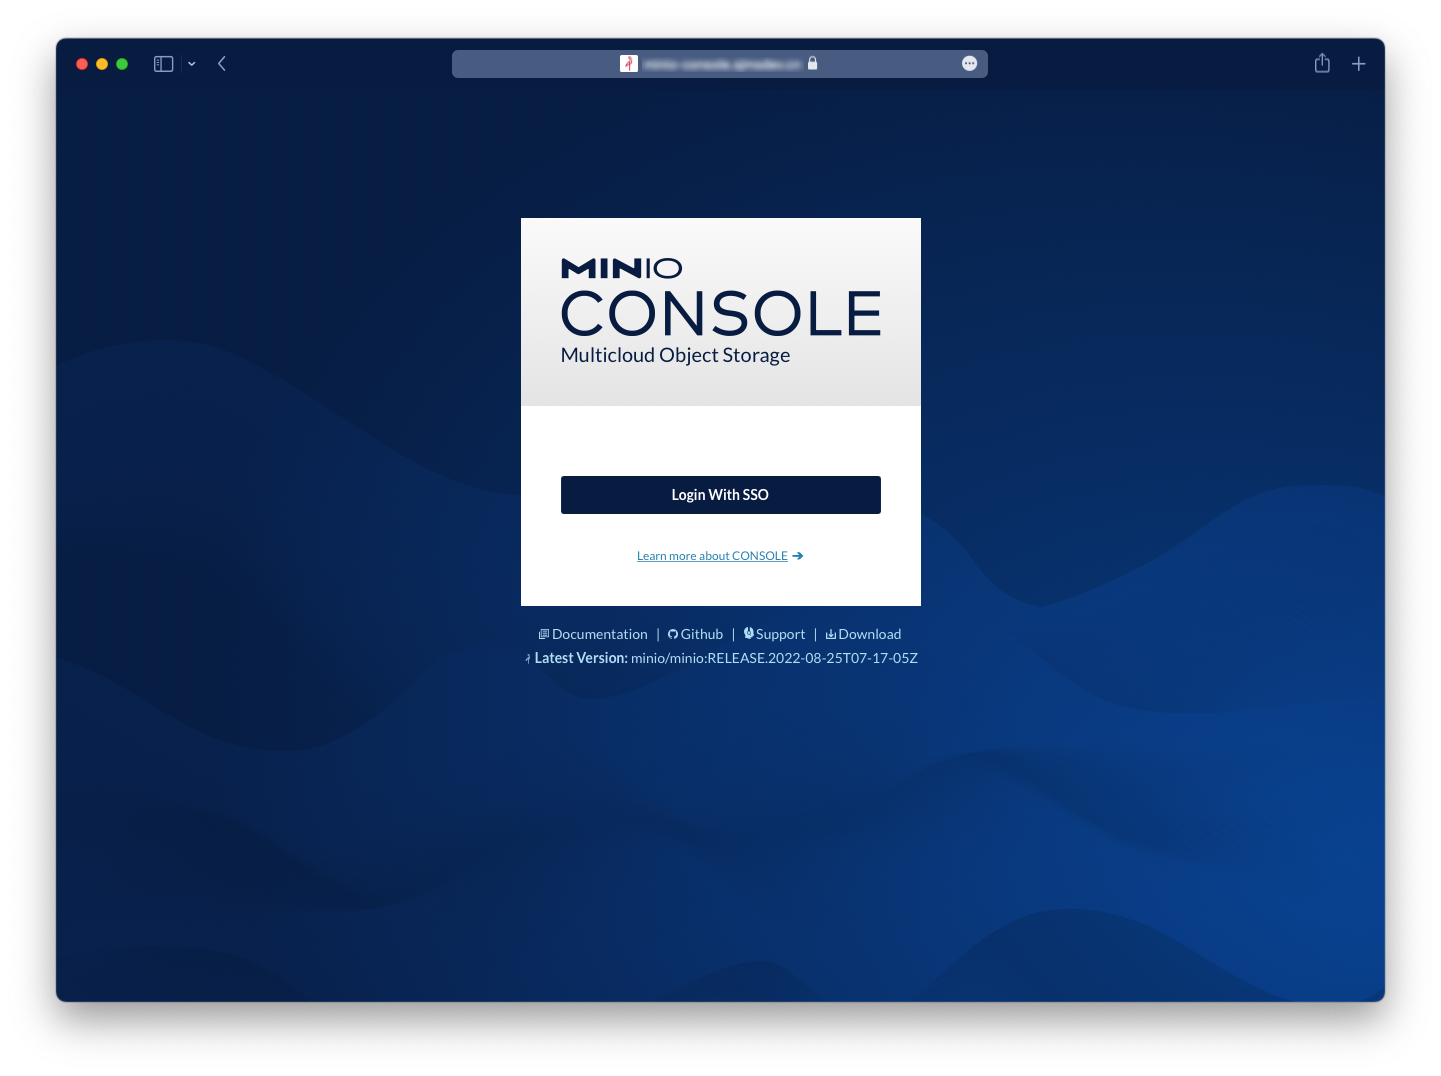 MINIO
CONSOLE
Multicloud Object Storage
Login With SSO
Learn more about CONSOLE ➔
Documentation | Github | Support | Download
Latest Version: minio/minio:RELEASE.2022-08-25T07-17-05Z